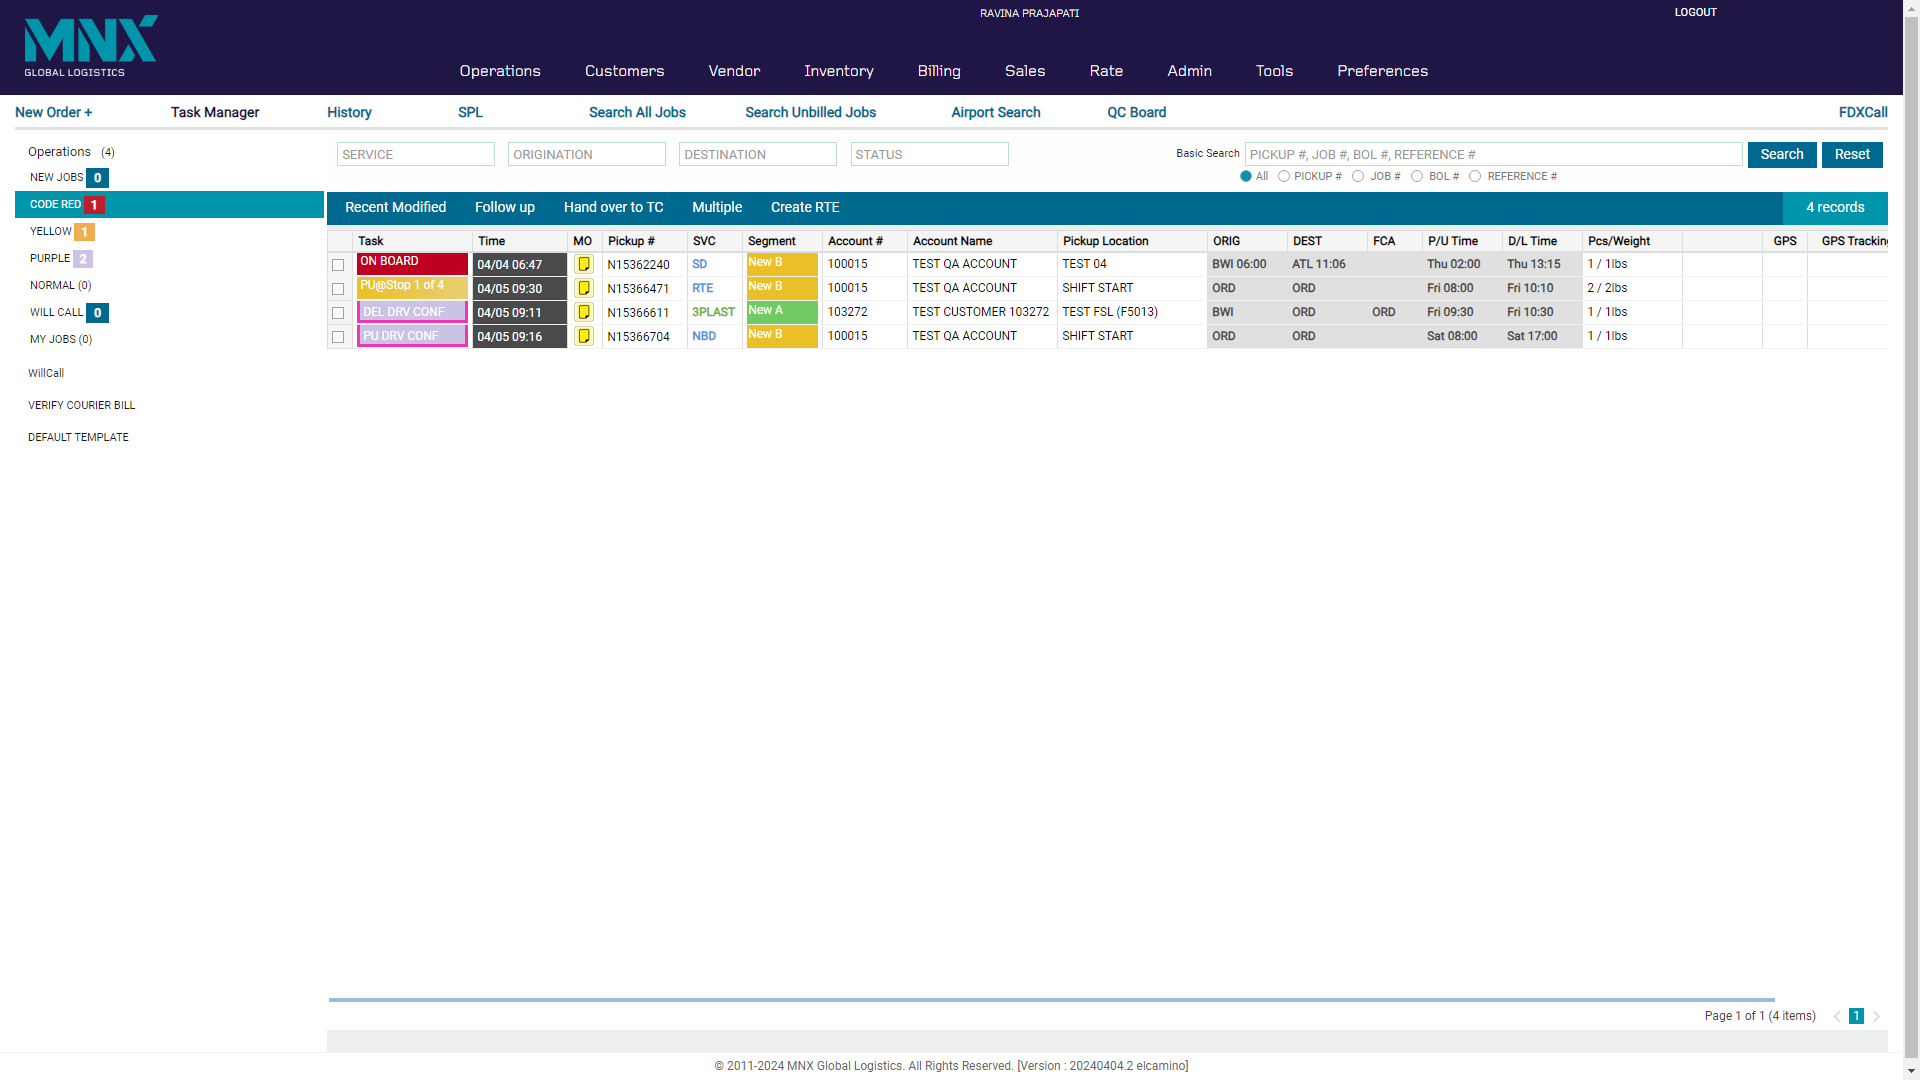 RAVINA PRAJAPATI
LOGOUT
MNX
GLOBAL LOGISTICS
Operations Customers Vendor Inventory Billing Sales Rate Admin Tools Preferences
New Order + Task Manager History SPL Search All Jobs Search Unbilled Jobs Airport Search QC Board FDXCall
Operations (4)
NEW JOBS 0
CODE RED 1
YELLOW 1
PURPLE 2
NORMAL (0)
WILL CALL 0
MY JOBS (0)
WillCall
VERIFY COURIER BILL
DEFAULT TEMPLATE
SERVICE ORIGINATION DESTINATION STATUS Basic Search PICKUP #, JOB #, BOL #, REFERENCE # Search Reset
All PICKUP # JOB # BOL # REFERENCE #
Recent Modified Follow up Hand over to TC Multiple Create RTE 4 records
Task Time MO Pickup # SVC Segment Account # Account Name Pickup Location ORIG DEST FCA P/U Time D/L Time Pcs/Weight GPS GPS Tracking
ON BOARD 04/04 06:47 N15362240 SD New B 100015 TEST QA ACCOUNT TEST 04 BWI 06:00 ATL 11:06 Thu 02:00 Thu 13:15 1 / 1lbs
PU@Stop 1 of 4 04/05 09:30 N15366471 RTE New B 100015 TEST QA ACCOUNT SHIFT START ORD ORD Fri 08:00 Fri 10:10 2 / 2lbs
DEL DRV CONF 04/05 09:11 N15366611 3PLAST New A 103272 TEST CUSTOMER 103272 TEST FSL (F5013) BWI ORD ORD Fri 09:30 Fri 10:30 1 / 1lbs
PU DRV CONF 04/05 09:16 N15366704 NBD New B 100015 TEST QA ACCOUNT SHIFT START ORD ORD Sat 08:00 Sat 17:00 1 / 1lbs
Page 1 of 1 (4 items) 1
© 2011-2024 MNX Global Logistics. All Rights Reserved. [Version : 20240404.2 elcamino]